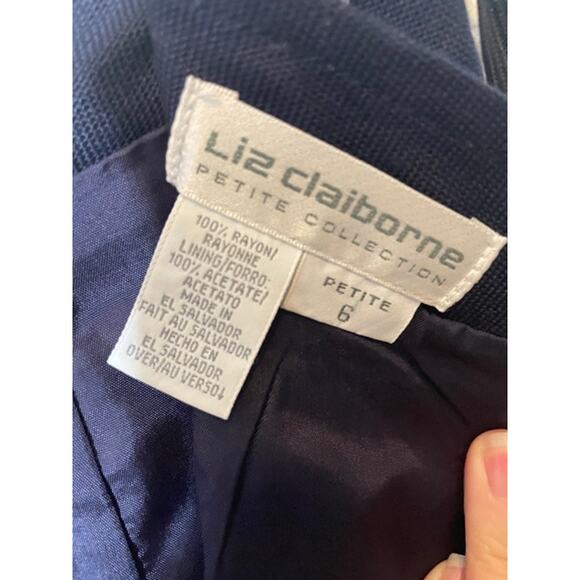 Liz claiborne
PETITE COLLECTION
PETITE
6
100% RAYON/
RAYONNE
LINING/FORRO:
100% ACETATE/
ACETATO
MADE IN
EL SALVADOR
FAIT AU SALVADOR
HECHO EN
EL SALVADOR
OVER/AU VERSO↓